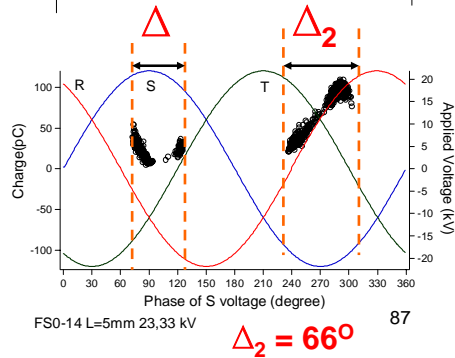 Δ Δ2
R S T
100
50
0
-50
-100
Charge(pC)
20
15
10
5
0
-5
-10
-15
-20
Applied Voltage (kV)
0 30 60 90 120 150 180 210 240 270 300 330 360
Phase of S voltage (degree)
FS0-14 L=5mm 23,33 kV
87
Δ2 = 66O